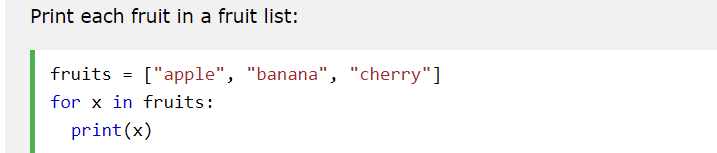 Print each fruit in a fruit list:
fruits = ["apple", "banana", "cherry"]
for x in fruits:
  print(x)